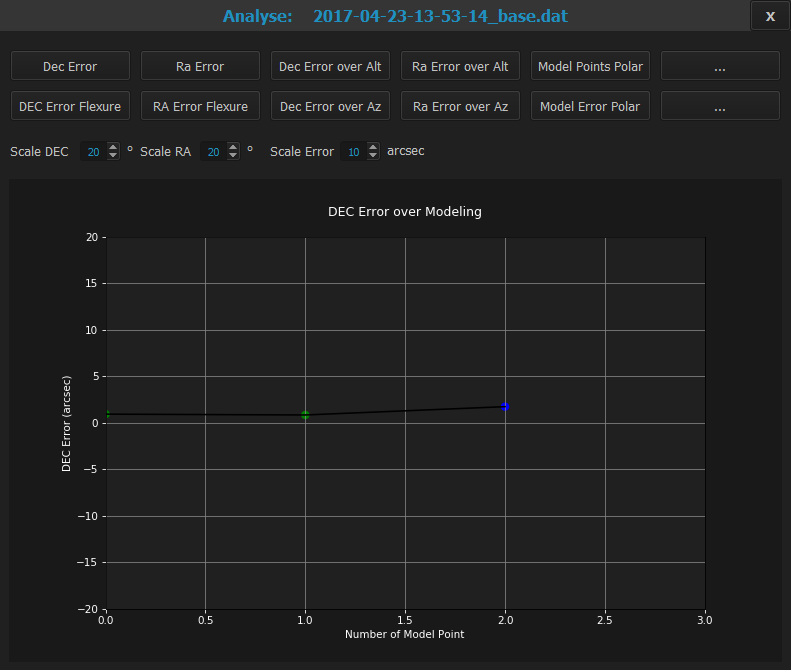 Analyse: 2017-04-23-13-53-14_base.dat X
Dec Error Ra Error Dec Error over Alt Ra Error over Alt Model Points Polar ...
DEC Error Flexure RA Error Flexure Dec Error over Az Ra Error over Az Model Error Polar ...
Scale DEC 20 ° Scale RA 20 ° Scale Error 10 arcsec
DEC Error over Modeling
20
15
10
5
0
−5
−10
−15
−20
DEC Error (arcsec)
0.0 0.5 1.0 1.5 2.0 2.5 3.0
Number of Model Point